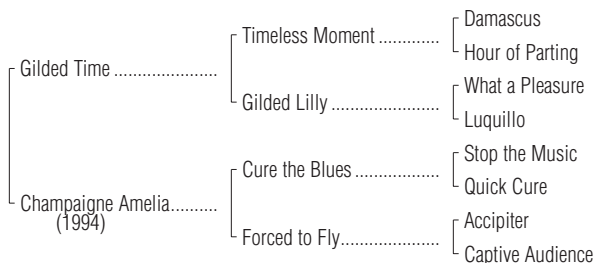 Damascus
Timeless Moment .............
Hour of Parting
Gilded Time ......................
What a Pleasure
Gilded Lilly .......................
Luquillo
Stop the Music
Cure the Blues ..................
Quick Cure
Champaigne Amelia..........
(1994)
Accipiter
Forced to Fly.....................
Captive Audience